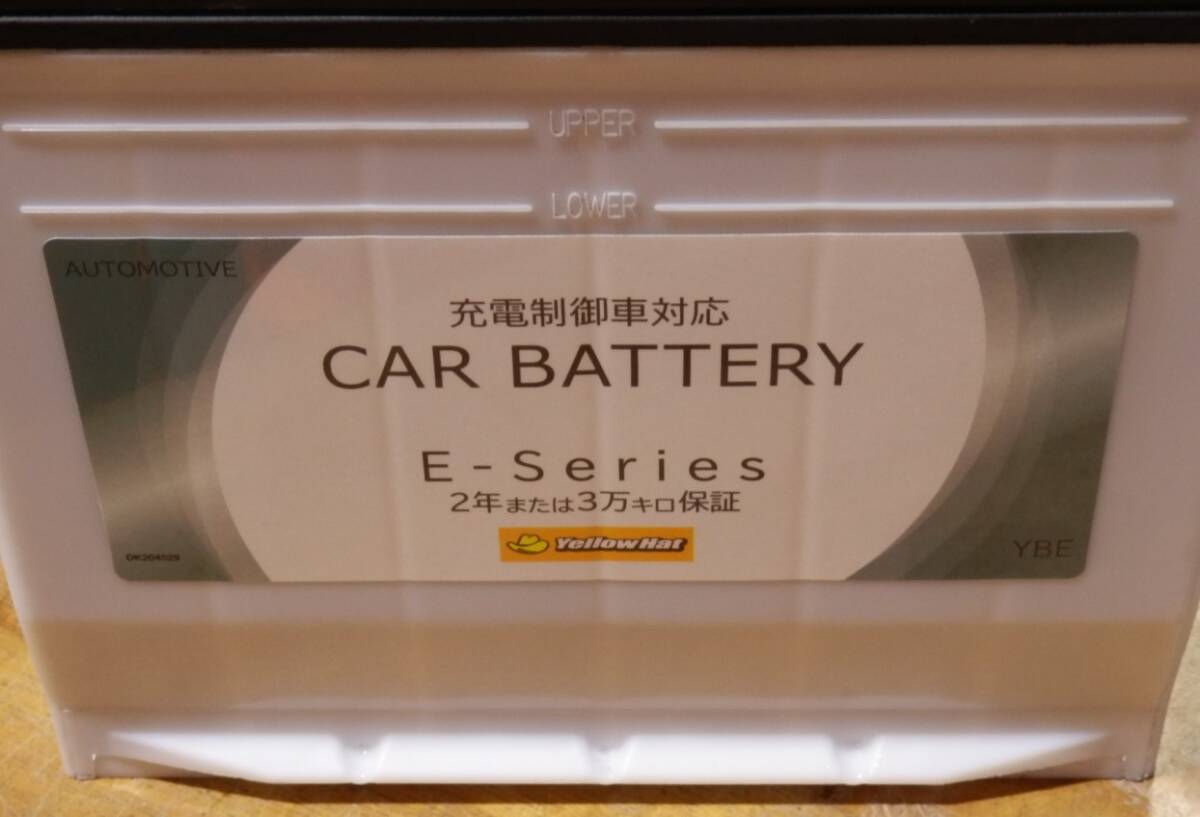 UPPER
LOWER
AUTOMOTIVE
充電制御車対応
CAR BATTERY
E-Series
2年または3万キロ保証
YellowHat
DK204529
YBE